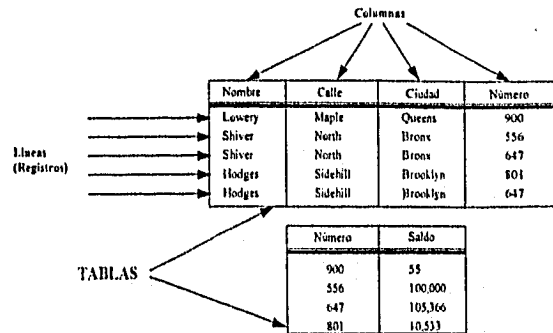 Columnas
Nombre Calle Ciudad Número
Lowery Maple Queens 900
Shiver North Bronx 556
Shiver North Bronx 647
Hodges Sidehill Brooklyn 801
Hodges Sidehill Brooklyn 647
Líneas
(Registros)
TABLAS
Número Saldo
900 55
556 100,000
647 105,366
801 10,533